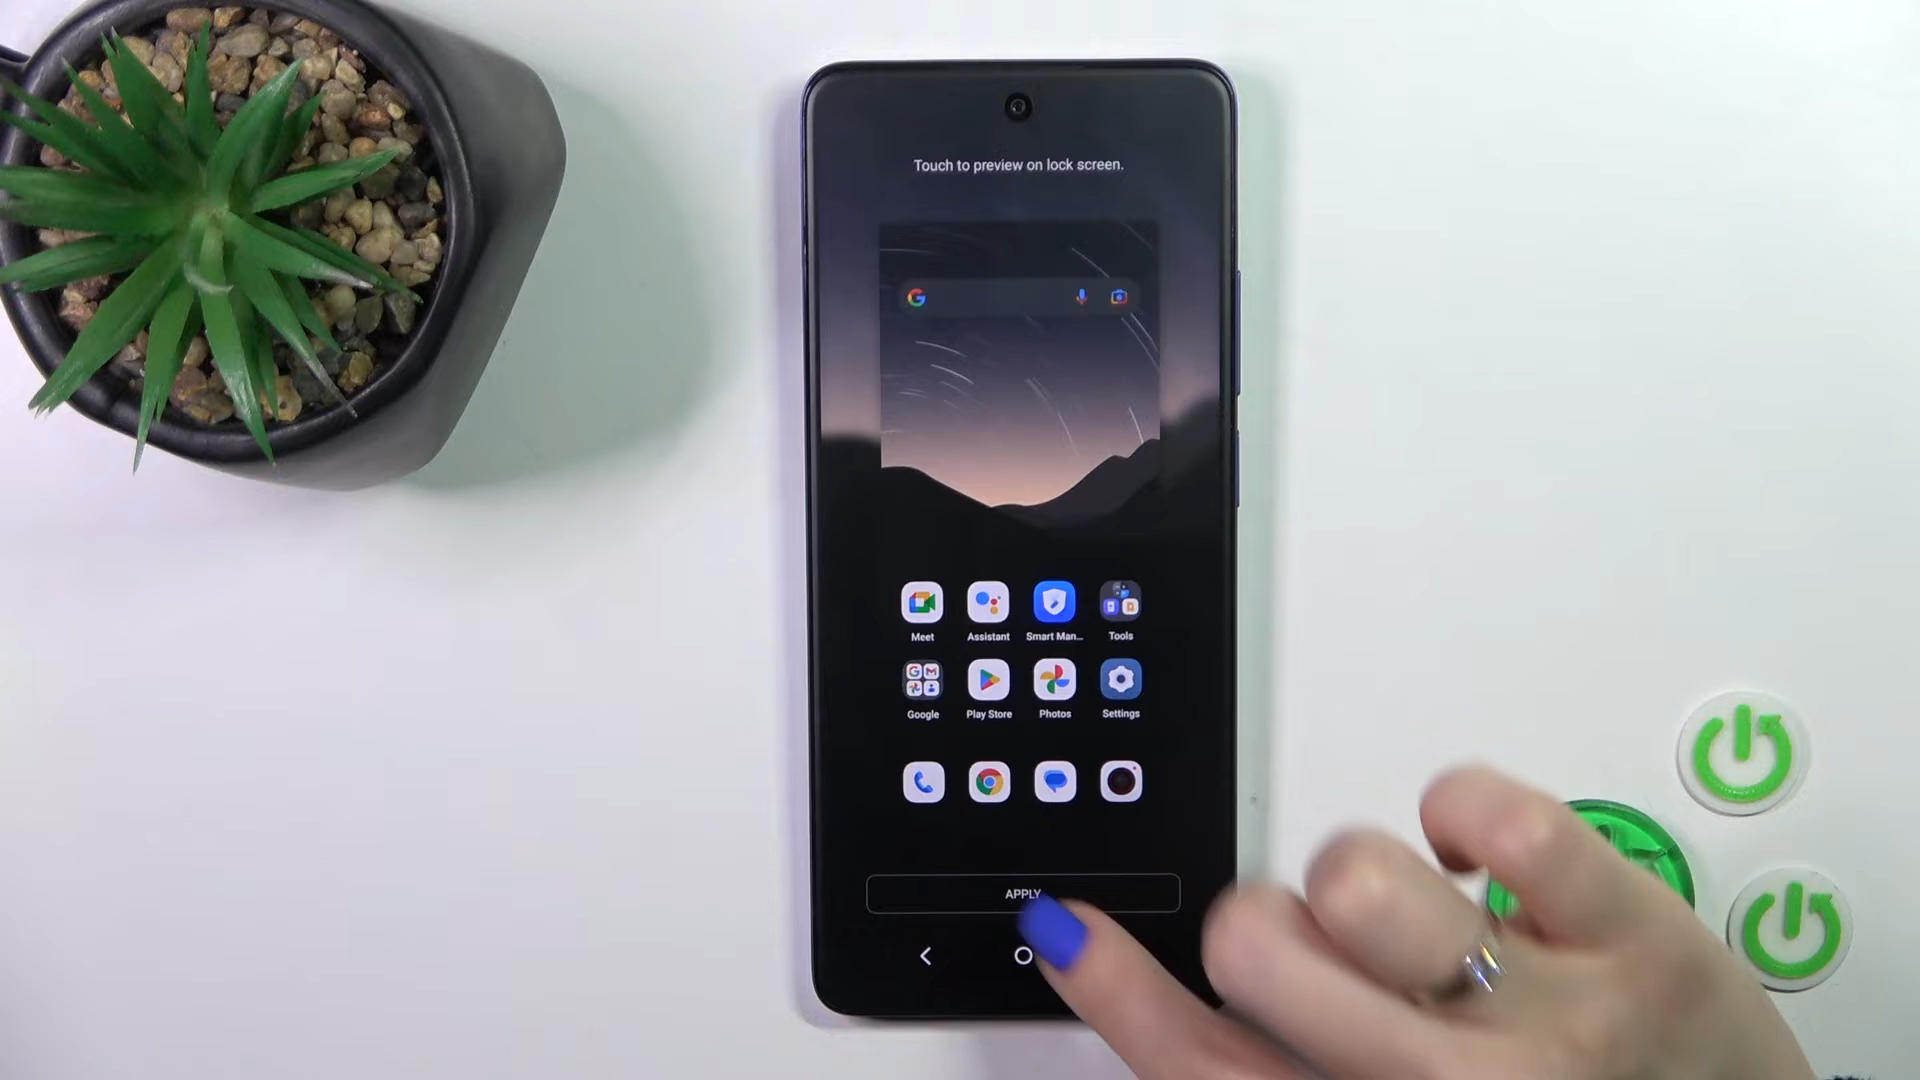 Touch to preview on lock screen.
Meet Assistant Smart Man... Tools
Google Play Store Photos Settings
APPLY